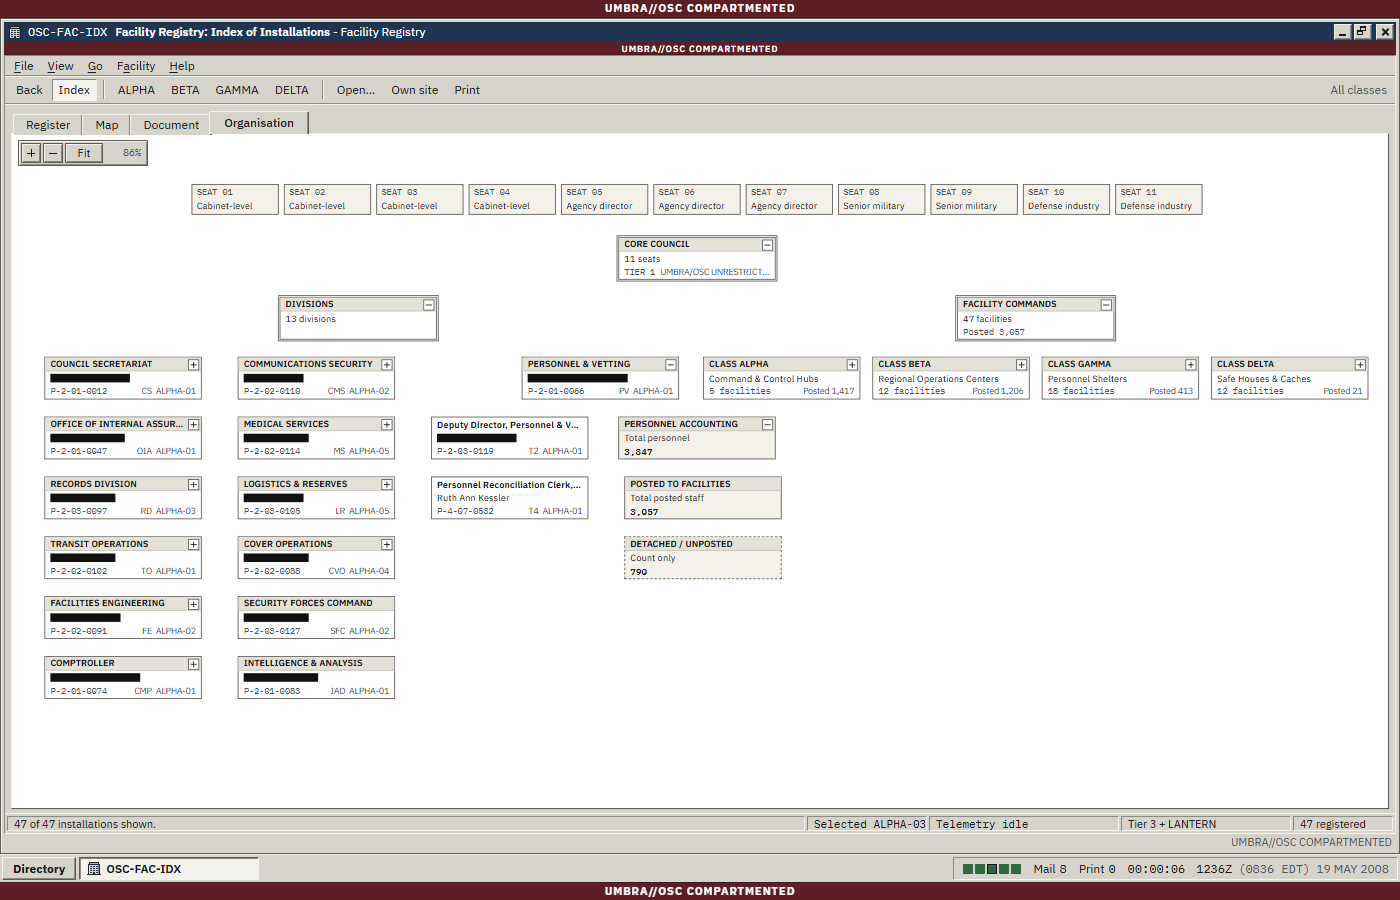 UMBRA//OSC COMPARTMENTED
OSC-FAC-IDX Facility Registry: Index of Installations - Facility Registry
UMBRA//OSC COMPARTMENTED
File View Go Facility Help
Back Index ALPHA BETA GAMMA DELTA Open... Own site Print All classes
Register Map Document Organisation
+ − Fit 86%
SEAT 01
Cabinet-level
SEAT 02
Cabinet-level
SEAT 03
Cabinet-level
SEAT 04
Cabinet-level
SEAT 05
Agency director
SEAT 06
Agency director
SEAT 07
Agency director
SEAT 08
Senior military
SEAT 09
Senior military
SEAT 10
Defense industry
SEAT 11
Defense industry
CORE COUNCIL
11 seats
TIER 1 UMBRA/OSC UNRESTRICT...
DIVISIONS
13 divisions
FACILITY COMMANDS
47 facilities
Posted 3,057
COUNCIL SECRETARIAT
P-2-01-0012 CS ALPHA-01
COMMUNICATIONS SECURITY
P-2-02-0110 CMS ALPHA-02
PERSONNEL & VETTING
P-2-01-0066 PV ALPHA-01
CLASS ALPHA
Command & Control Hubs
5 facilities Posted 1,417
CLASS BETA
Regional Operations Centers
12 facilities Posted 1,206
CLASS GAMMA
Personnel Shelters
18 facilities Posted 413
CLASS DELTA
Safe Houses & Caches
12 facilities Posted 21
OFFICE OF INTERNAL ASSUR...
P-2-01-0047 OIA ALPHA-01
MEDICAL SERVICES
P-2-02-0114 MS ALPHA-05
Deputy Director, Personnel & V...
P-2-03-0119 T2 ALPHA-01
PERSONNEL ACCOUNTING
Total personnel
3,847
RECORDS DIVISION
P-2-03-0097 RD ALPHA-03
LOGISTICS & RESERVES
P-2-03-0105 LR ALPHA-05
Personnel Reconciliation Clerk,...
Ruth Ann Kessler
P-4-07-0532 T4 ALPHA-01
POSTED TO FACILITIES
Total posted staff
3,057
TRANSIT OPERATIONS
P-2-02-0102 TO ALPHA-01
COVER OPERATIONS
P-2-02-0088 CVO ALPHA-04
DETACHED / UNPOSTED
Count only
790
FACILITIES ENGINEERING
P-2-02-0091 FE ALPHA-02
SECURITY FORCES COMMAND
P-2-03-0127 SFC ALPHA-02
COMPTROLLER
P-2-01-0074 CMP ALPHA-01
INTELLIGENCE & ANALYSIS
P-2-01-0083 IAD ALPHA-01
47 of 47 installations shown. Selected ALPHA-03 Telemetry idle Tier 3 + LANTERN 47 registered
UMBRA//OSC COMPARTMENTED
Directory OSC-FAC-IDX Mail 8 Print 0 00:00:06 1236Z (0836 EDT) 19 MAY 2008
UMBRA//OSC COMPARTMENTED